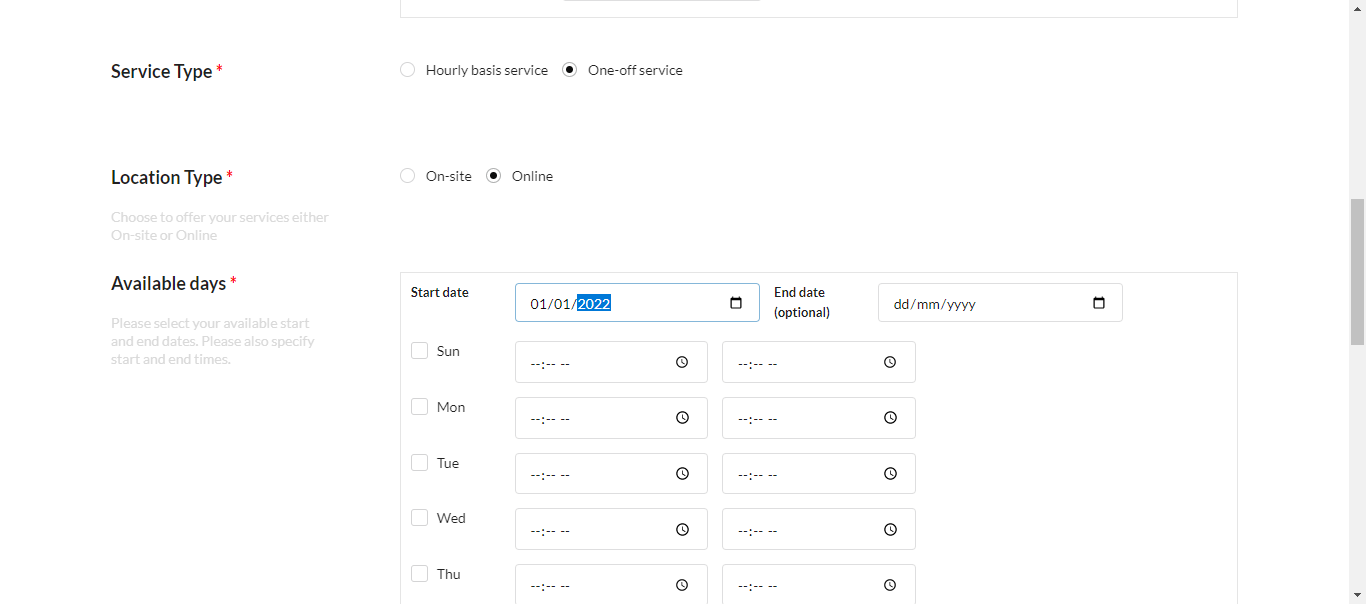 Service Type *
Hourly basis service One-off service
Location Type *
On-site Online
Choose to offer your services either
On-site or Online
Available days *
Please select your available start
and end dates. Please also specify
start and end times.
Start date 01/01/2022 End date
(optional) dd/mm/yyyy
Sun --:-- -- --:-- --
Mon --:-- -- --:-- --
Tue --:-- -- --:-- --
Wed --:-- -- --:-- --
Thu --:-- -- --:-- --